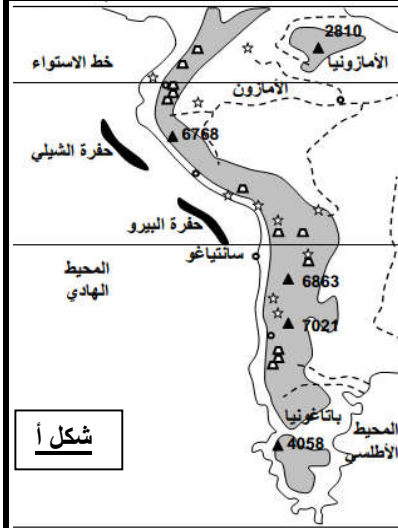 2810
الأمازونيا
خط الاستواء
الأمازون
6768
حفرة الشيلي
حفرة البيرو
سانتياغو
المحيط
الهادي
6863
7021
باتاغونيا
المحيط
الأطلسي
4058
شكل أ